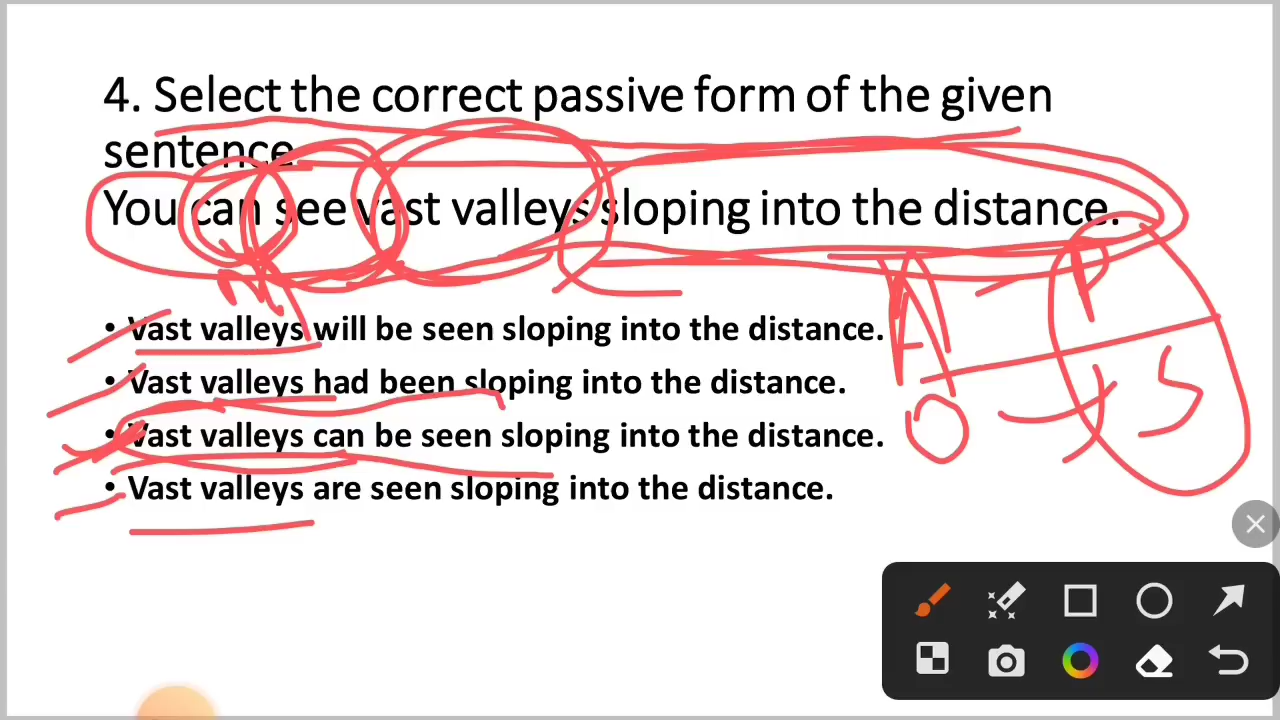 4. Select the correct passive form of the given
sentence.
You can see vast valleys sloping into the distance.
M
A - P
• Vast valleys will be seen sloping into the distance.
• Vast valleys had been sloping into the distance.
O → S
• Vast valleys can be seen sloping into the distance.
• Vast valleys are seen sloping into the distance.